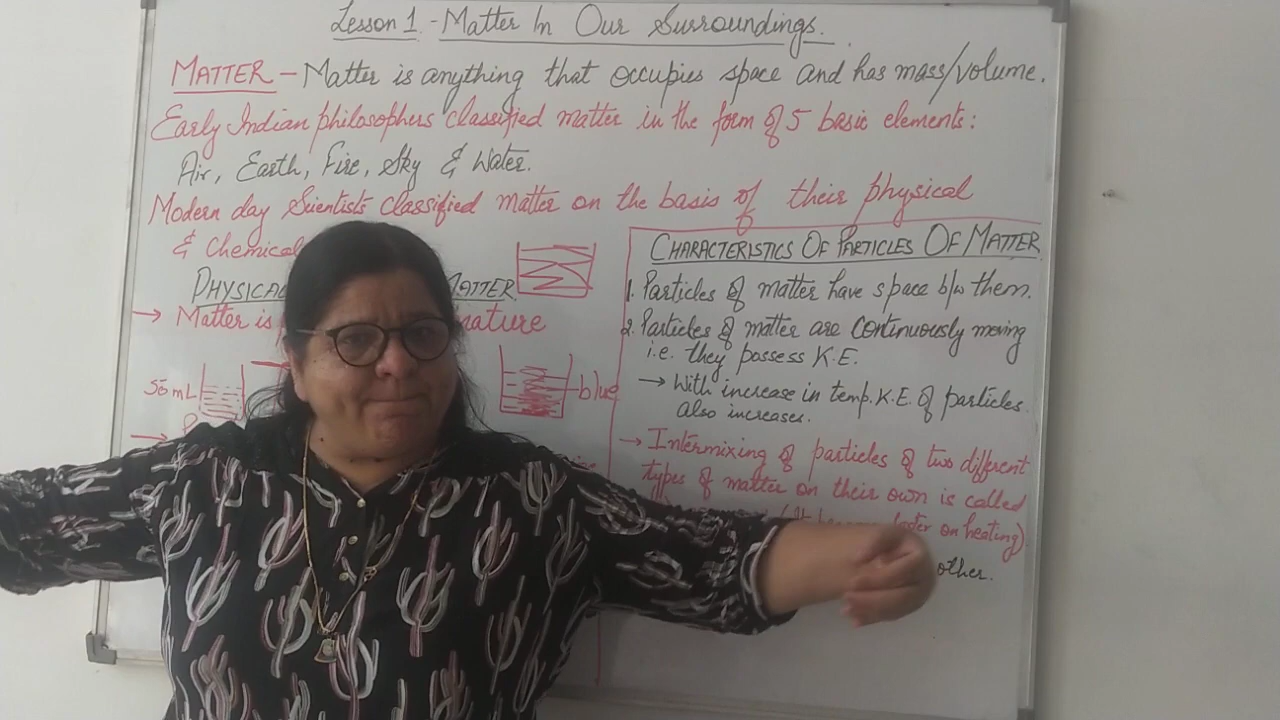 Lesson 1 - Matter In Our Surroundings.
MATTER - Matter is anything that occupies space and has mass/volume.
Early Indian philosophers classified matter in the form of 5 basic elements:
Air, Earth, Fire, Sky & Water.
Modern day Scientists classified matter on the basis of their physical
& Chemical
PHYSICA MATTER
→ Matter is nature
50mL
blue
CHARACTERISTICS OF PARTICLES OF MATTER
1. Particles of matter have space b/w them.
2. Particles of matter are continuously moving
i.e. they possess K.E.
→ With increase in temp. K.E. of particles
also increases.
→ Intermixing of particles of two different
types of matter on their own is called
faster on heating)
other.